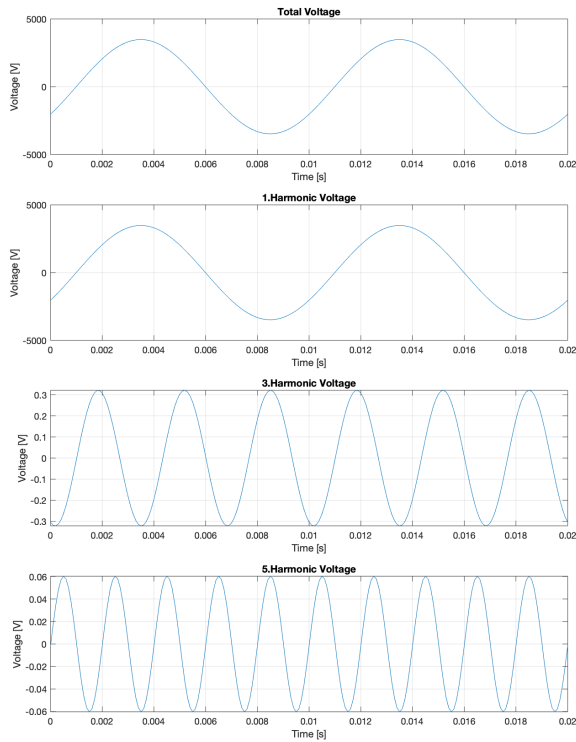 Total Voltage
5000
0
-5000
Voltage [V]
0 0.002 0.004 0.006 0.008 0.01 0.012 0.014 0.016 0.018 0.02
Time [s]
1.Harmonic Voltage
5000
0
-5000
Voltage [V]
0 0.002 0.004 0.006 0.008 0.01 0.012 0.014 0.016 0.018 0.02
Time [s]
3.Harmonic Voltage
0.3
0.2
0.1
0
-0.1
-0.2
-0.3
Voltage [V]
0 0.002 0.004 0.006 0.008 0.01 0.012 0.014 0.016 0.018 0.02
Time [s]
5.Harmonic Voltage
0.06
0.04
0.02
0
-0.02
-0.04
-0.06
Voltage [V]
0 0.002 0.004 0.006 0.008 0.01 0.012 0.014 0.016 0.018 0.02
Time [s]